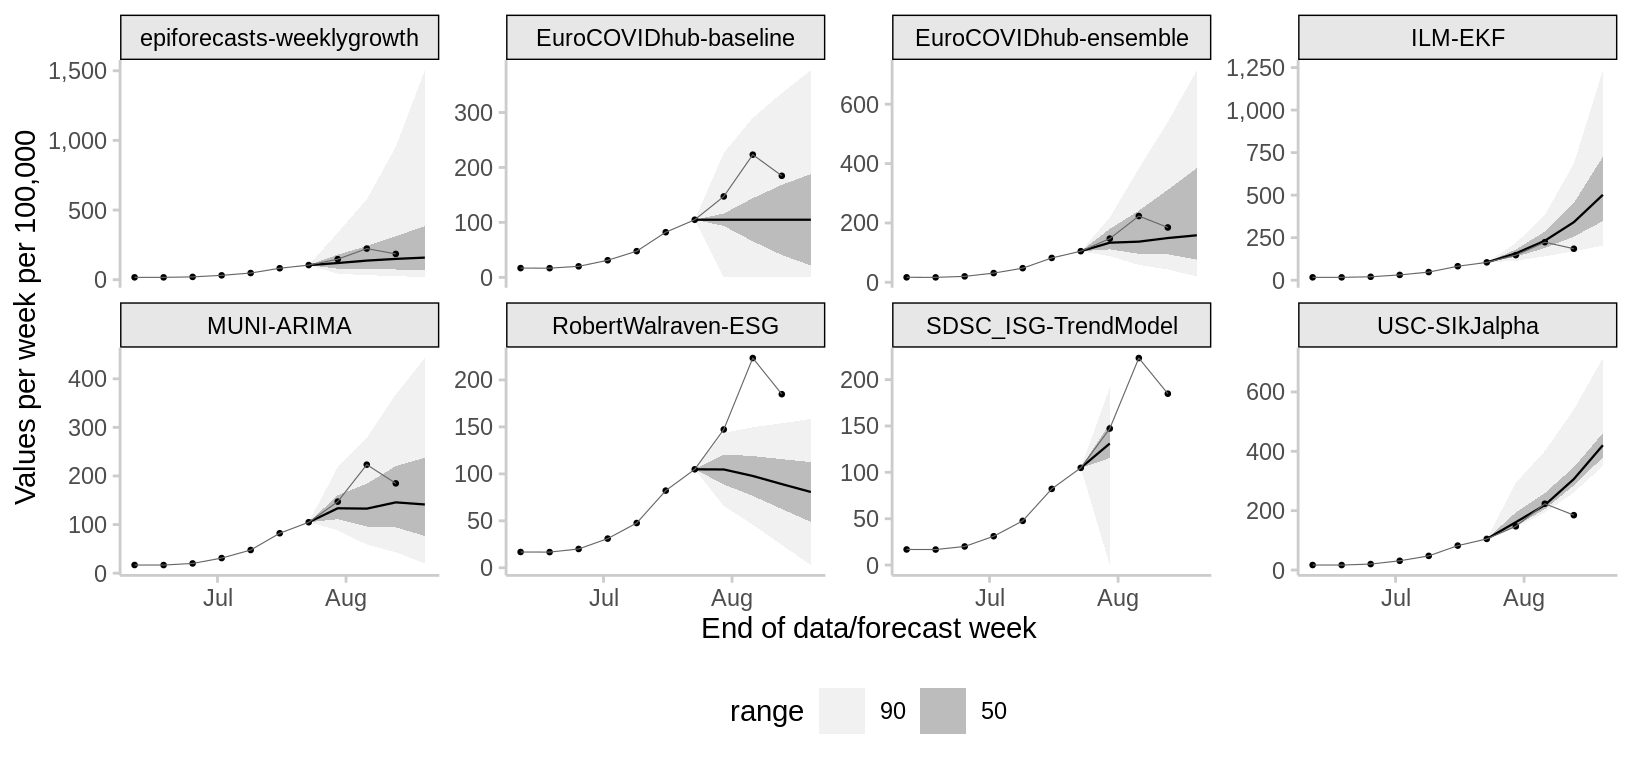 epiforecasts-weeklygrowth
EuroCOVIDhub-baseline
EuroCOVIDhub-ensemble
ILM-EKF
1,500
1,000
500
0
300
200
100
0
600
400
200
0
1,250
1,000
750
500
250
0
Values per week per 100,000
MUNI-ARIMA
RobertWalraven-ESG
SDSC_ISG-TrendModel
USC-SIkJalpha
400
300
200
100
0
200
150
100
50
0
200
150
100
50
0
600
400
200
0
Jul Aug
Jul Aug
Jul Aug
Jul Aug
End of data/forecast week
range 90 50